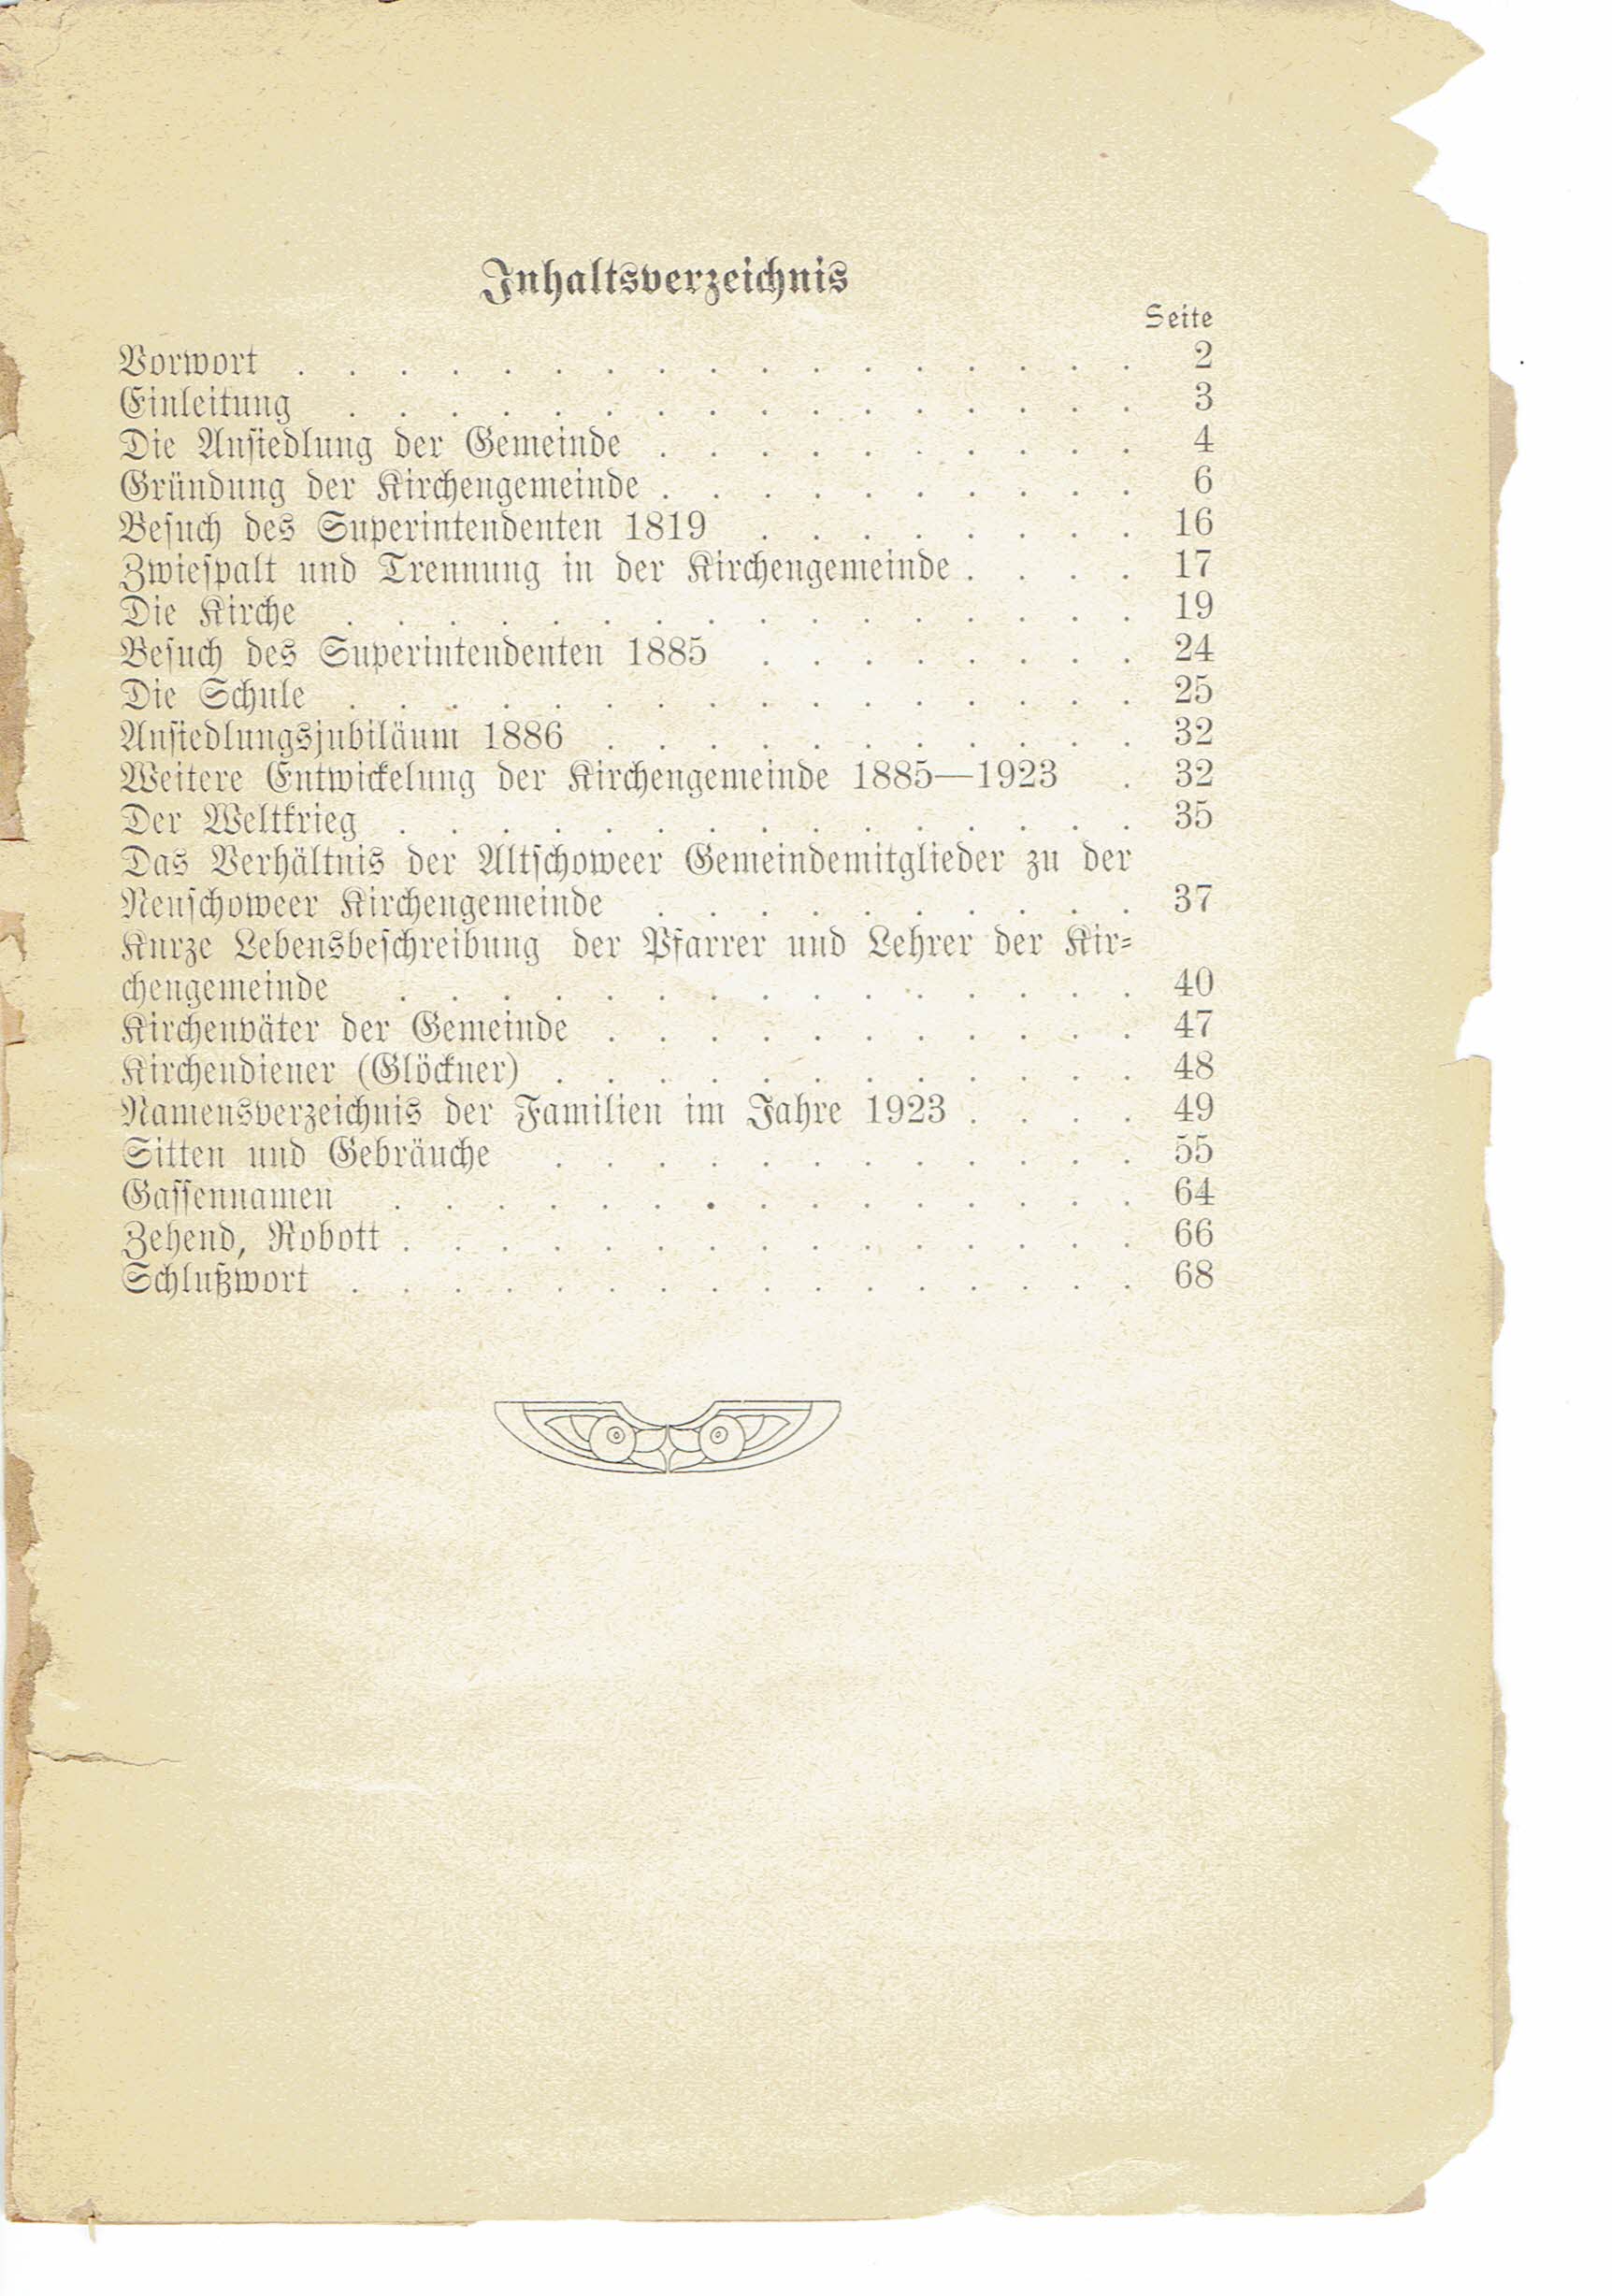 Inhaltsverzeichnis
Seite
Vorwort . . . . . . . . . . . . . . . . . 2
Einleitung . . . . . . . . . . . . . . . . 3
Die Ansiedlung der Gemeinde . . . . . . . . . . 4
Gründung der Kirchengemeinde . . . . . . . . . . 6
Besuch des Superintendenten 1819 . . . . . . . . 16
Zwiespalt und Trennung in der Kirchengemeinde . . . . 17
Die Kirche . . . . . . . . . . . . . . . . 19
Besuch des Superintendenten 1885 . . . . . . . . 24
Die Schule . . . . . . . . . . . . . . . . 25
Ansiedlungsjubiläum 1886 . . . . . . . . . . . 32
Weitere Entwickelung der Kirchengemeinde 1885—1923 . 32
Der Weltkrieg . . . . . . . . . . . . . . . 35
Das Verhältnis der Altschoweer Gemeindemitglieder zu der
Neuschoweer Kirchengemeinde . . . . . . . . . . 37
Kurze Lebensbeschreibung der Pfarrer und Lehrer der Kir-
chengemeinde . . . . . . . . . . . . . . . 40
Kirchenväter der Gemeinde . . . . . . . . . . . 47
Kirchendiener (Glöckner) . . . . . . . . . . . . 48
Namensverzeichnis der Familien im Jahre 1923 . . . . 49
Sitten und Gebräuche . . . . . . . . . . . . 55
Gassennamen . . . . . . . . . . . . . . . 64
Zehend, Robott . . . . . . . . . . . . . . . 66
Schlußwort . . . . . . . . . . . . . . . . 68